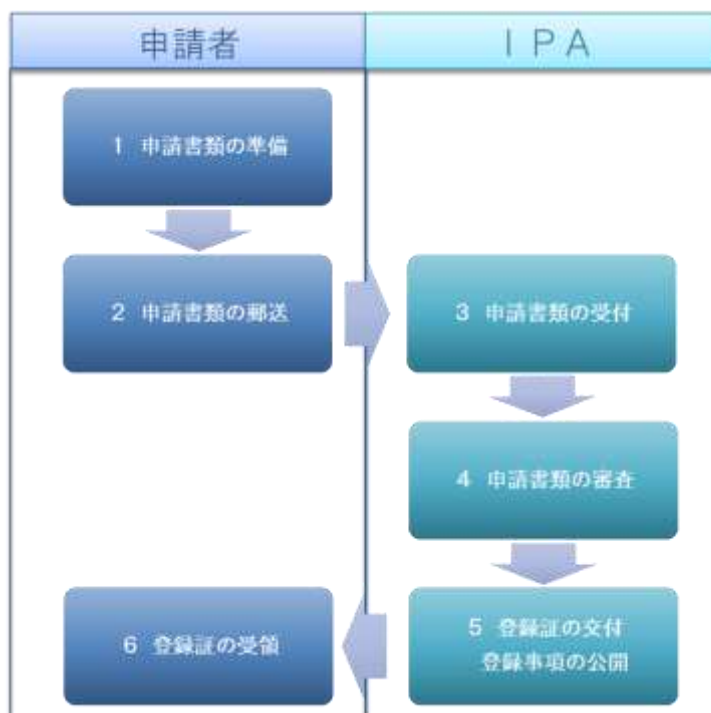 申請者
ＩＰＡ
1 申請書類の準備
2 申請書類の郵送
3 申請書類の受付
4 申請書類の審査
5 登録証の交付
登録事項の公開
6 登録証の受領